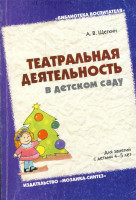 "БИБЛИОТЕКА ВОСПИТАТЕЛЯ"
А. В. Щеткин
ТЕАТРАЛЬНАЯ
ДЕЯТЕЛЬНОСТЬ
в детском саду
Для занятий
с детьми 4-5 лет
ИЗДАТЕЛЬСТВО «МОЗАИКА-СИНТЕЗ»